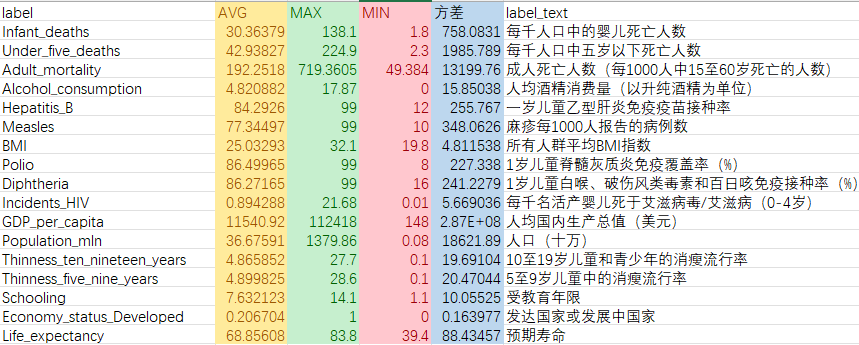 label AVG MAX MIN 方差 label_text
Infant_deaths 30.36379 138.1 1.8 758.0831 每千人口中的婴儿死亡人数
Under_five_deaths 42.93827 224.9 2.3 1985.789 每千人口中五岁以下死亡人数
Adult_mortality 192.2518 719.3605 49.384 13199.76 成人死亡人数（每1000人中15至60岁死亡的人数）
Alcohol_consumption 4.820882 17.87 0 15.85038 人均酒精消费量（以升纯酒精为单位）
Hepatitis_B 84.2926 99 12 255.767 一岁儿童乙型肝炎免疫疫苗接种率
Measles 77.34497 99 10 348.0626 麻疹每1000人报告的病例数
BMI 25.03293 32.1 19.8 4.811538 所有人群平均BMI指数
Polio 86.49965 99 8 227.338 1岁儿童脊髓灰质炎免疫覆盖率（%）
Diphtheria 86.27165 99 16 241.2279 1岁儿童白喉、破伤风类毒素和百日咳免疫接种率（%）
Incidents_HIV 0.894288 21.68 0.01 5.669036 每千名活产婴儿死于艾滋病毒/艾滋病（0-4岁）
GDP_per_capita 11540.92 112418 148 2.87E+08 人均国内生产总值（美元）
Population_mln 36.67591 1379.86 0.08 18621.89 人口（十万）
Thinness_ten_nineteen_years 4.865852 27.7 0.1 19.69104 10至19岁儿童和青少年的消瘦流行率
Thinness_five_nine_years 4.899825 28.6 0.1 20.47044 5至9岁儿童中的消瘦流行率
Schooling 7.632123 14.1 1.1 10.05525 受教育年限
Economy_status_Developed 0.206704 1 0 0.163977 发达国家或发展中国家
Life_expectancy 68.85608 83.8 39.4 88.43457 预期寿命